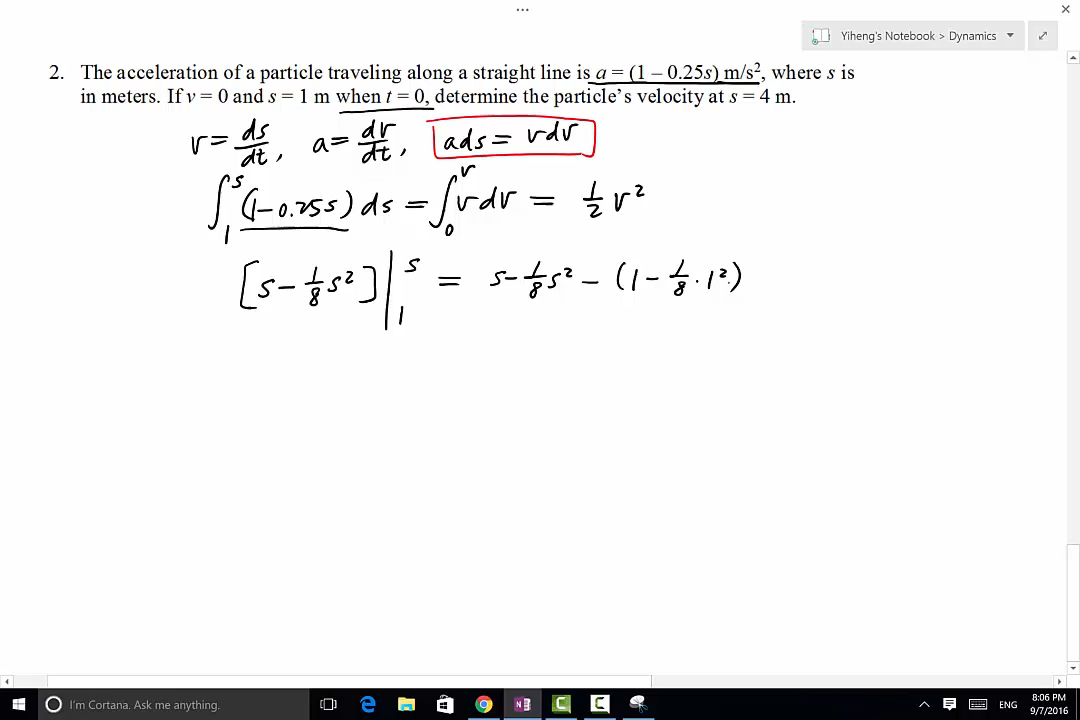 ...
Yiheng's Notebook > Dynamics
2. The acceleration of a particle traveling along a straight line is a = (1 – 0.25s) m/s², where s is
in meters. If v = 0 and s = 1 m when t = 0, determine the particle's velocity at s = 4 m.
v = ds/dt, a = dv/dt, ads = vdv
∫₁ˢ (1-0.25s) ds = ∫₀ᵛ vdv = 1/2 v²
[s - 1/8 s²] |₁ˢ = s - 1/8 s² - (1 - 1/8 · 1²)
I'm Cortana. Ask me anything.
ENG
8:06 PM
9/7/2016